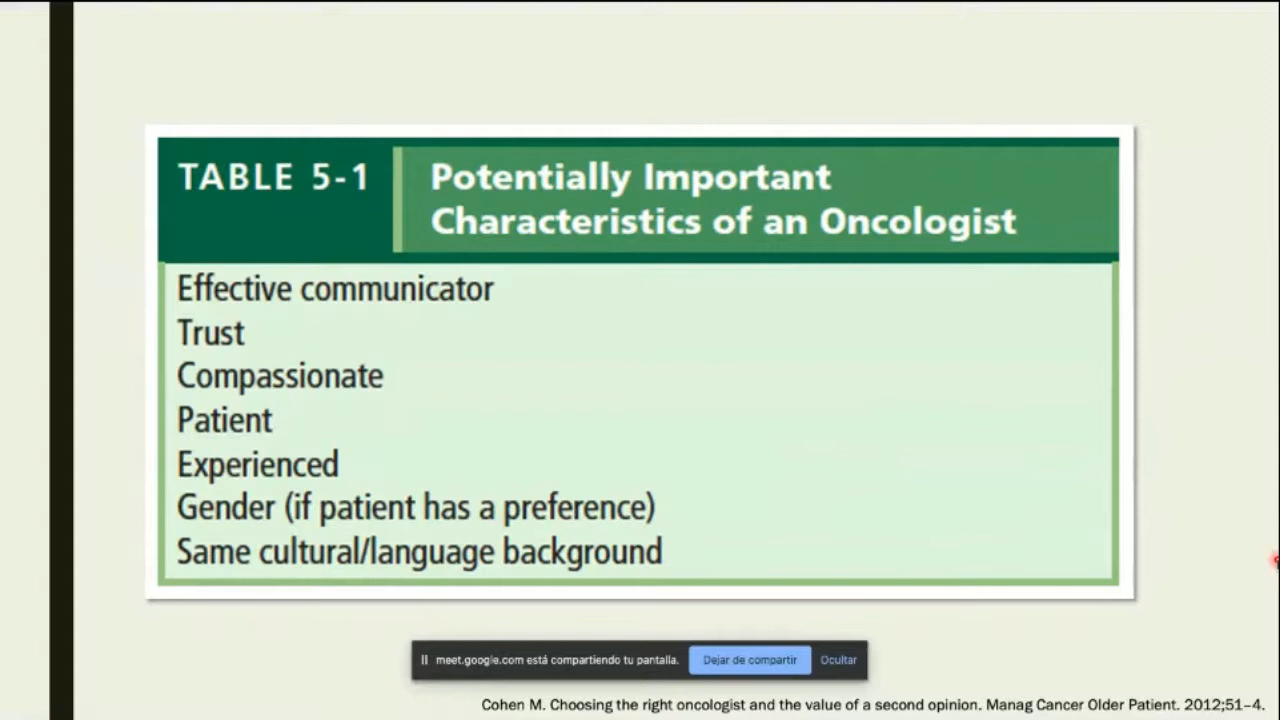 TABLE 5-1
Potentially Important
Characteristics of an Oncologist
Effective communicator
Trust
Compassionate
Patient
Experienced
Gender (if patient has a preference)
Same cultural/language background
meet.google.com está compartiendo tu pantalla. Dejar de compartir Ocultar
Cohen M. Choosing the right oncologist and the value of a second opinion. Manag Cancer Older Patient. 2012;51–4.